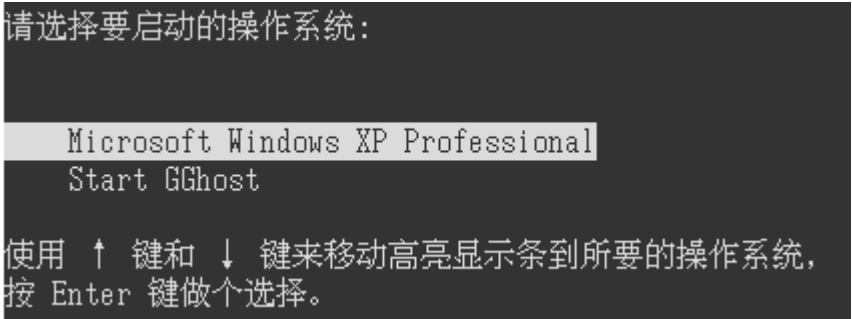 请选择要启动的操作系统:
Microsoft Windows XP Professional
Start GGhost
使用 ↑ 键和 ↓ 键来移动高亮显示条到所要的操作系统,
按 Enter 键做个选择。